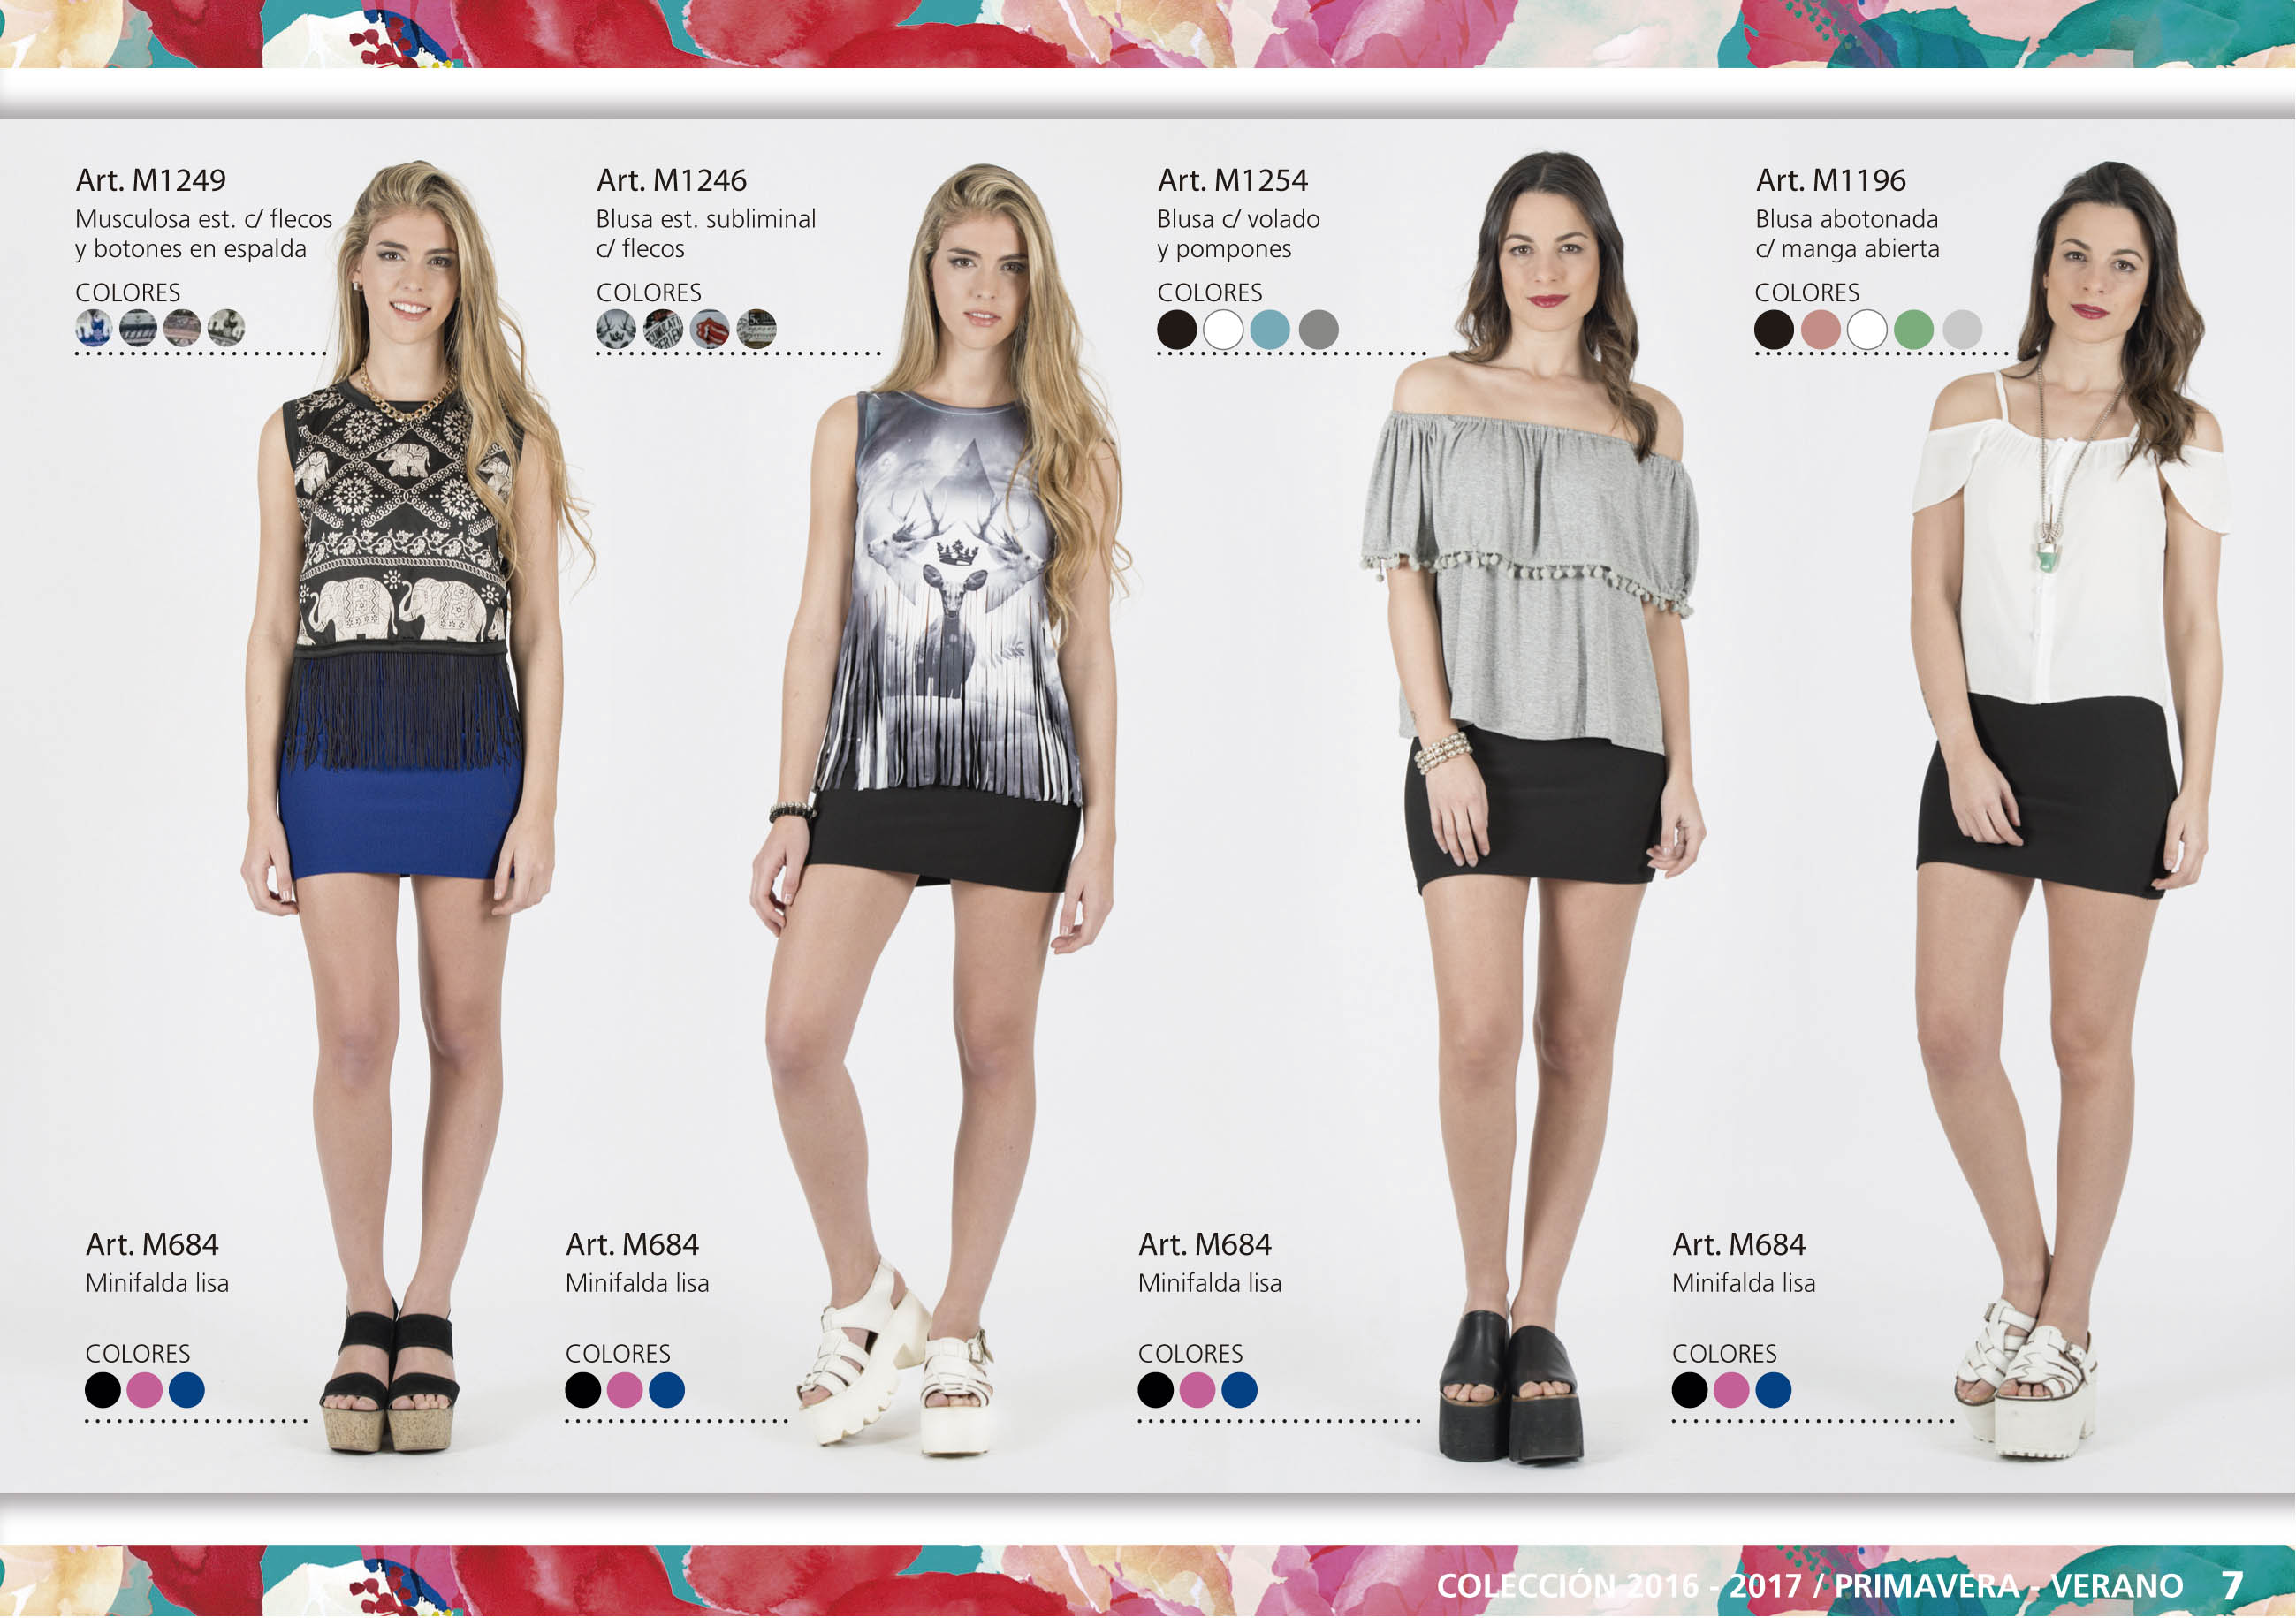 Art. M1249
Musculosa est. c/ flecos
y botones en espalda
COLORES
Art. M1246
Blusa est. subliminal
c/ flecos
COLORES
Art. M1254
Blusa c/ volado
y pompones
COLORES
Art. M1196
Blusa abotonada
c/ manga abierta
COLORES
Art. M684
Minifalda lisa
COLORES
Art. M684
Minifalda lisa
COLORES
Art. M684
Minifalda lisa
COLORES
Art. M684
Minifalda lisa
COLORES
COLECCIÓN 2016 - 2017 / PRIMAVERA - VERANO 7